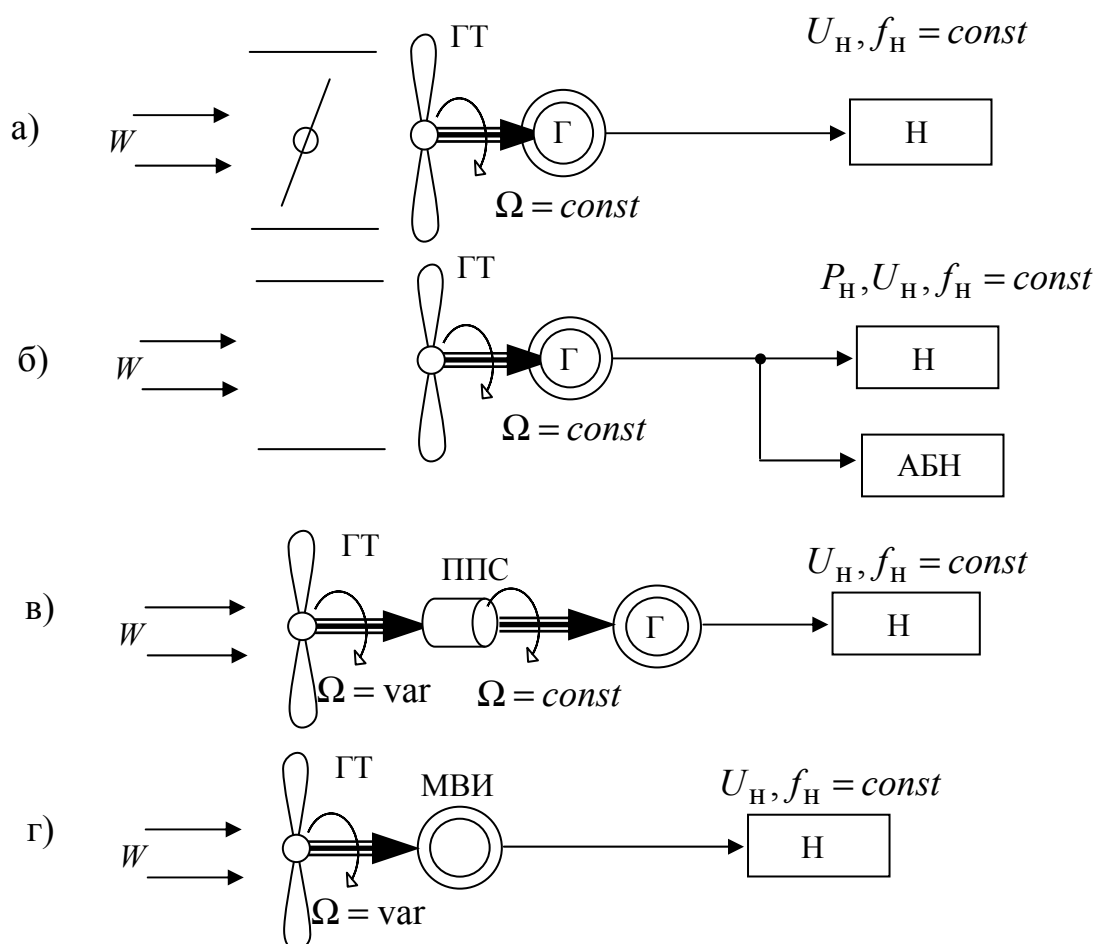 ГТ
U_Н, f_Н = const
а)
W
Г
Н
Ω = const
ГТ
P_Н, U_Н, f_Н = const
б)
W
Г
Н
Ω = const
АБН
ГТ
ППС
U_Н, f_Н = const
в)
W
Г
Н
Ω = var
Ω = const
ГТ
МВИ
U_Н, f_Н = const
г)
W
Н
Ω = var